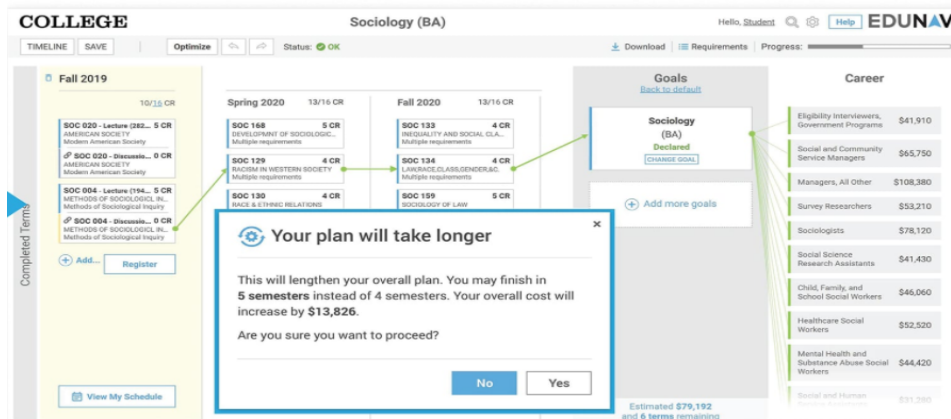 COLLEGE
Sociology (BA)
Hello, Student
Help
EDUNAV
TIMELINE
SAVE
Optimize
Status: OK
Download
Requirements
Progress:
Completed Terms
Fall 2019
10/16 CR
SOC 020 - Lecture (282... 5 CR
AMERICAN SOCIETY
Modern American Society
SOC 020 - Discussio... 0 CR
AMERICAN SOCIETY
Modern American Society
SOC 004 - Lecture (194... 5 CR
METHODS OF SOCIOLOGICL IN...
Methods of Sociological Inquiry
SOC 004 - Discussio... 0 CR
METHODS OF SOCIOLOGICL IN...
Methods of Sociological Inquiry
Add...
Register
View My Schedule
Spring 2020 13/16 CR
SOC 168 4 CR
DEVELOPMNT OF SOCIOLOGIC...
Multiple requirements
SOC 129 4 CR
RACISM IN WESTERN SOCIETY
Multiple requirements
SOC 130 4 CR
RACE & ETHNIC RELATIONS
Fall 2020 13/16 CR
SOC 133 4 CR
INEQUALITY AND SOCIAL CLA...
Multiple requirements
SOC 134 4 CR
LAW,RACE,CLASS,GENDER,&C.
Multiple requirements
SOC 159 5 CR
SOCIOLOGY OF LAW
Your plan will take longer
This will lengthen your overall plan. You may finish in
5 semesters instead of 4 semesters. Your overall cost will
increase by $13,826.
Are you sure you want to proceed?
No
Yes
Goals
Back to default
Sociology
(BA)
Declared
CHANGE GOAL
Add more goals
Estimated $79,192
and 6 terms remaining
Career
Eligibility Interviewers,
Government Programs $41,910
Social and Community
Service Managers $65,750
Managers, All Other $108,380
Survey Researchers $53,210
Sociologists $78,120
Social Science
Research Assistants $41,430
Child, Family, and
School Social Workers $46,060
Healthcare Social
Workers $52,520
Mental Health and
Substance Abuse Social
Workers $44,420
Social and Human